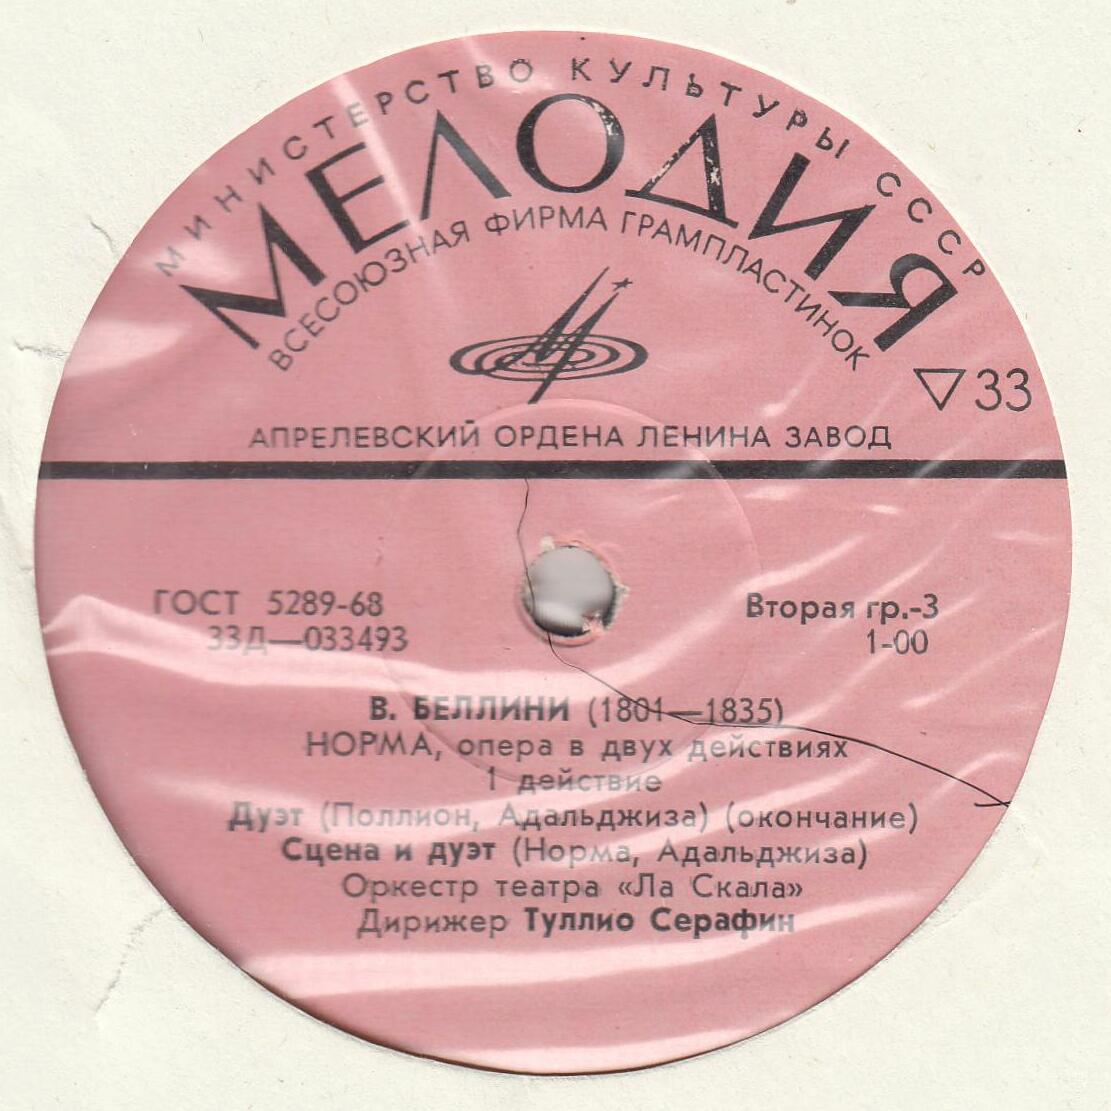 МИНИСТЕРСТВО КУЛЬТУРЫ СССР
МЕЛОДИЯ
ВСЕСОЮЗНАЯ ФИРМА ГРАМПЛАСТИНОК
33
АПРЕЛЕВСКИЙ ОРДЕНА ЛЕНИНА ЗАВОД
ГОСТ 5289-68
Вторая гр.-3
33Д—033493
1-00
В. БЕЛЛИНИ (1801—1835)
НОРМА, опера в двух действиях
1 действие
Дуэт (Поллион, Адальджиза) (окончание)
Сцена и дуэт (Норма, Адальджиза)
Оркестр театра «Ла Скала»
Дирижер Туллио Серафин